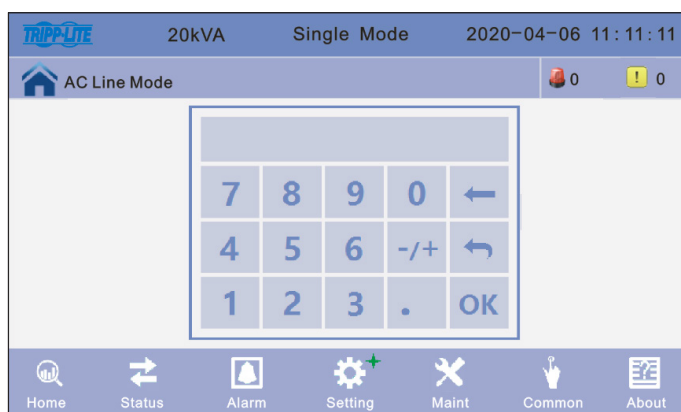 TRIPP-LITE 20kVA Single Mode 2020-04-06 11:11:11
AC Line Mode 0 ! 0
7 8 9 0
4 5 6 -/+
1 2 3 . OK
Home Status Alarm Setting Maint Common About